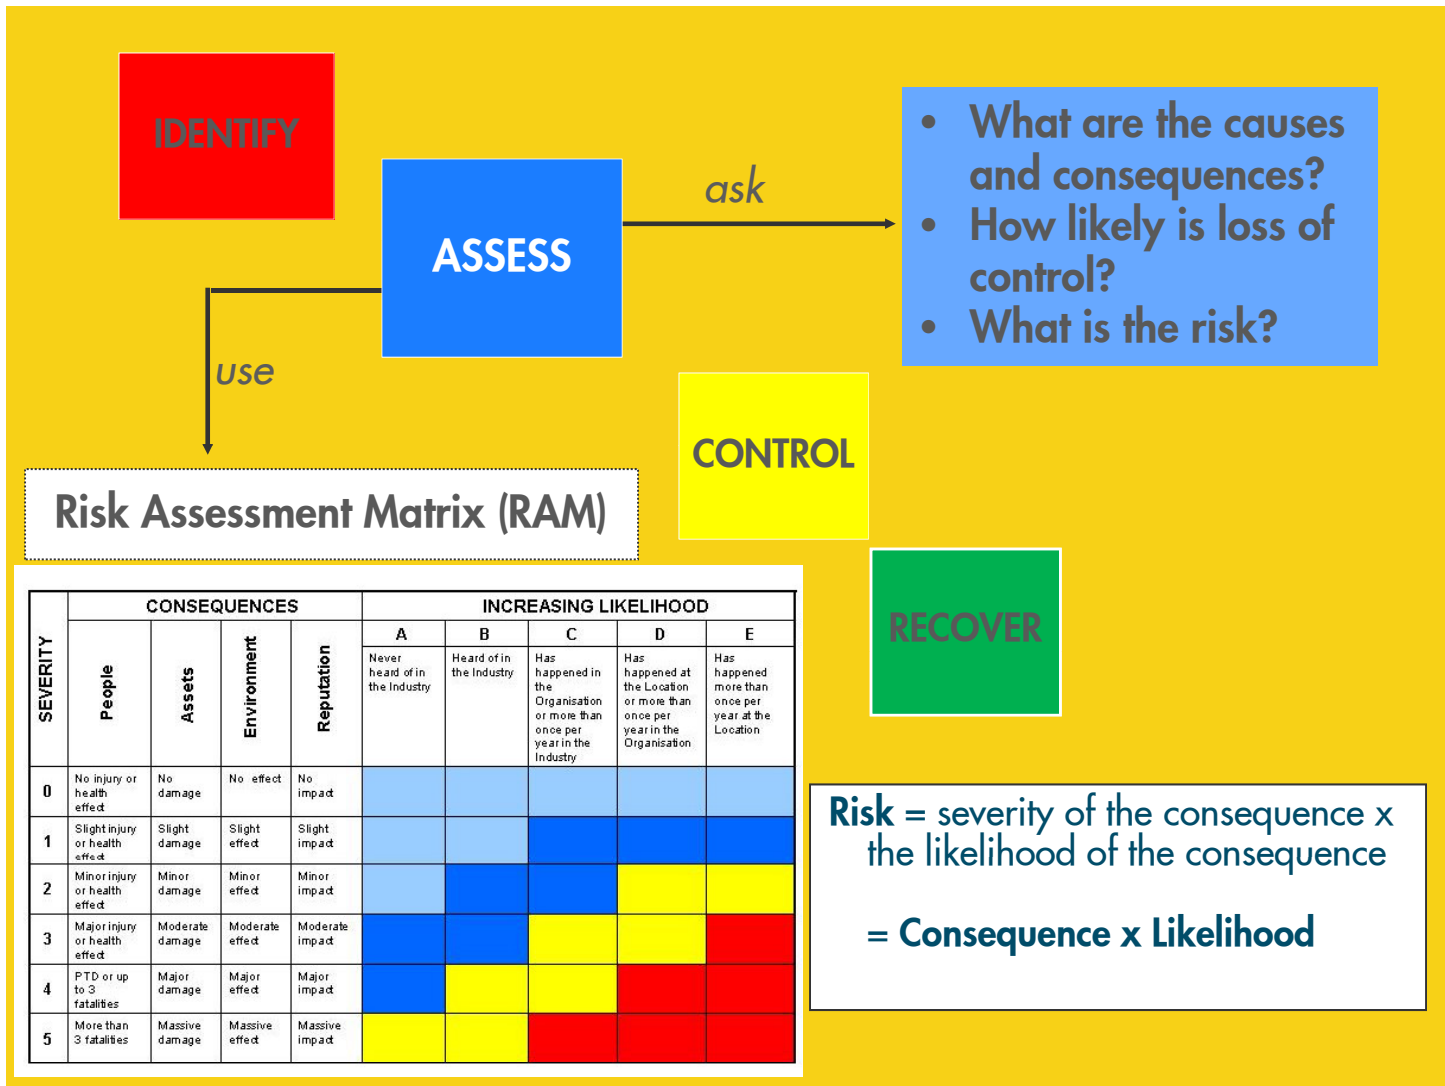 IDENTIFY
ASSESS
ask
• What are the causes
and consequences?
• How likely is loss of
control?
• What is the risk?
use
CONTROL
Risk Assessment Matrix (RAM)
RECOVER
SEVERITY
CONSEQUENCES
INCREASING LIKELIHOOD
People
Assets
Environment
Reputation
A
B
C
D
E
Never
heard of in
the Industry
Heard of in
the Industry
Has
happened in
the
Organisation
or more than
once per
year in the
Industry
Has
happened at
the Location
or more than
once per
year in the
Organisation
Has
happened
more than
once per
year at the
Location
0
No injury or
health
effect
No
damage
No effect
No
impact
1
Slight injury
or health
effect
Slight
damage
Slight
effect
Slight
impact
2
Minor injury
or health
effect
Minor
damage
Minor
effect
Minor
impact
3
Major injury
or health
effect
Moderate
damage
Moderate
effect
Moderate
impact
4
PTD or up
to 3
fatalities
Major
damage
Major
effect
Major
impact
5
More than
3 fatalities
Massive
damage
Massive
effect
Massive
impact
Risk = severity of the consequence x
the likelihood of the consequence
= Consequence x Likelihood